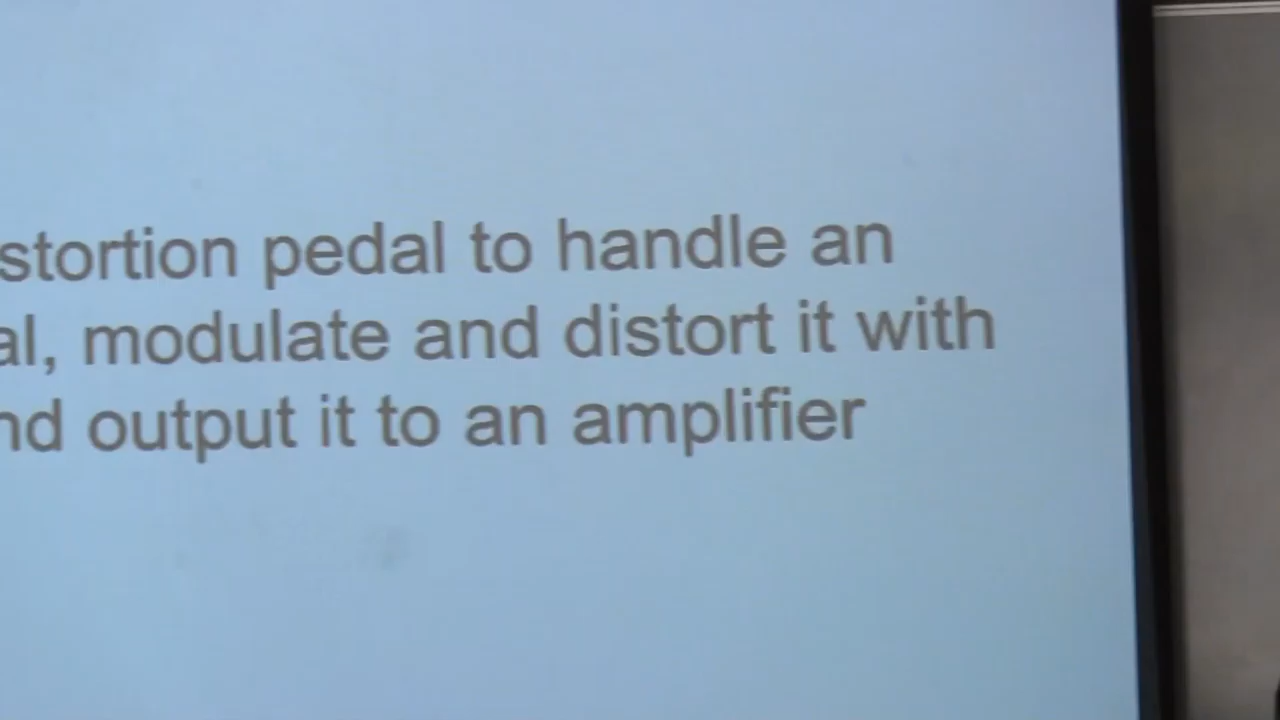 stortion pedal to handle an
al, modulate and distort it with
nd output it to an amplifier